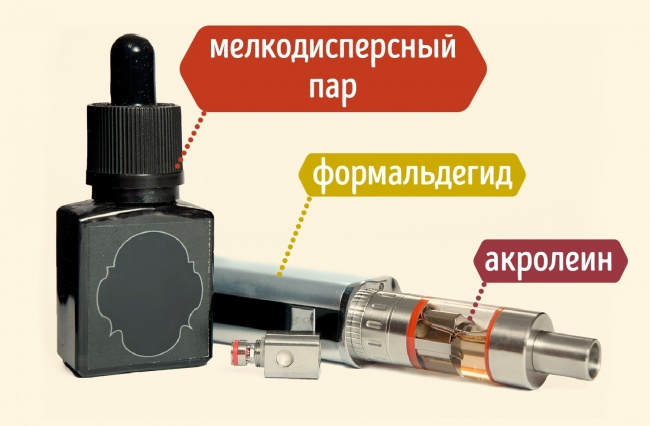 мелкодисперсный
пар
формальдегид
акролеин